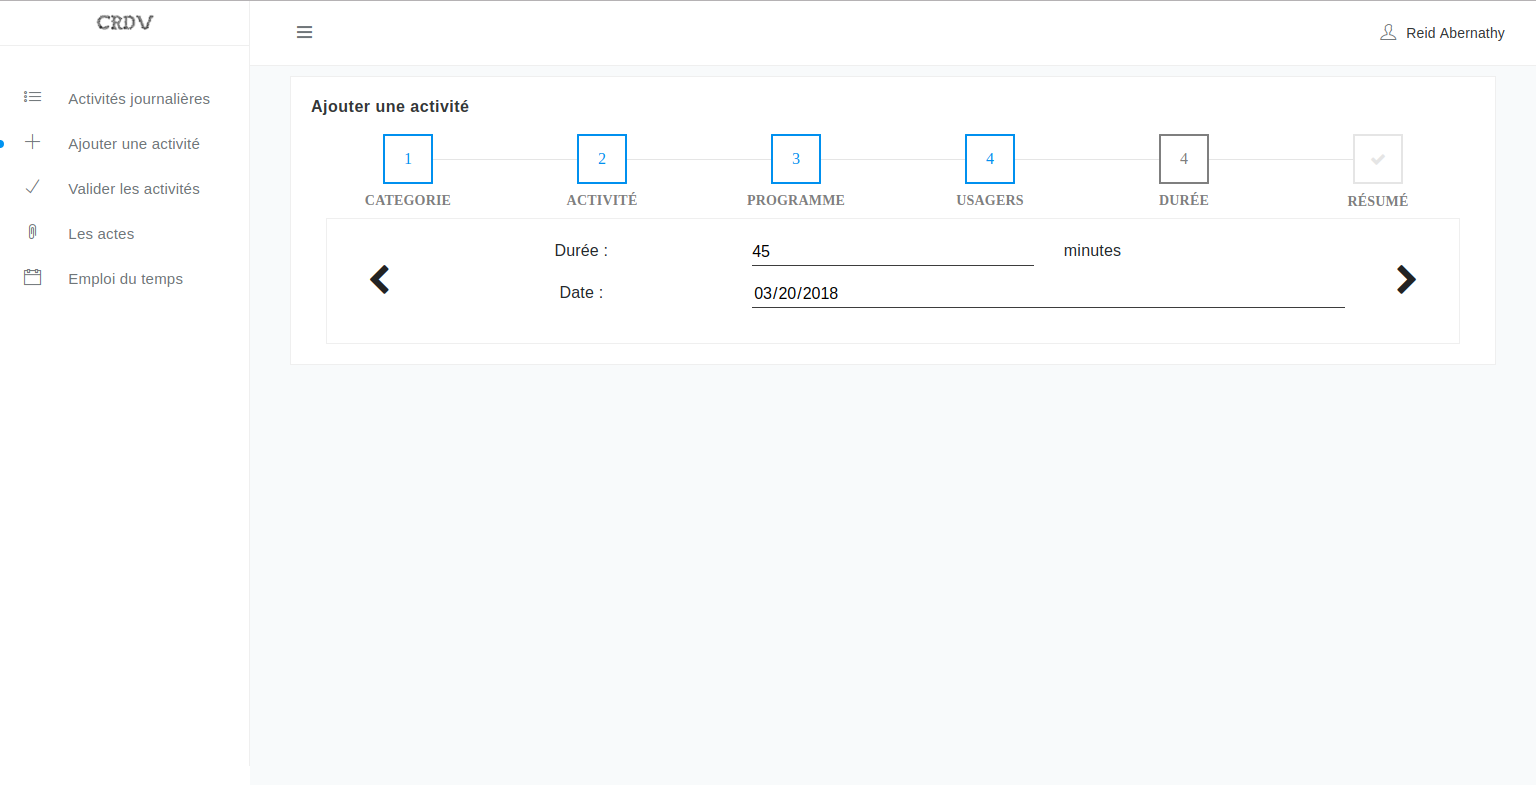 CRDV
Reid Abernathy
Activités journalières
Ajouter une activité
Valider les activités
Les actes
Emploi du temps
Ajouter une activité
1 2 3 4 4
CATEGORIE ACTIVITÉ PROGRAMME USAGERS DURÉE RÉSUMÉ
Durée : 45 minutes
Date : 03/20/2018